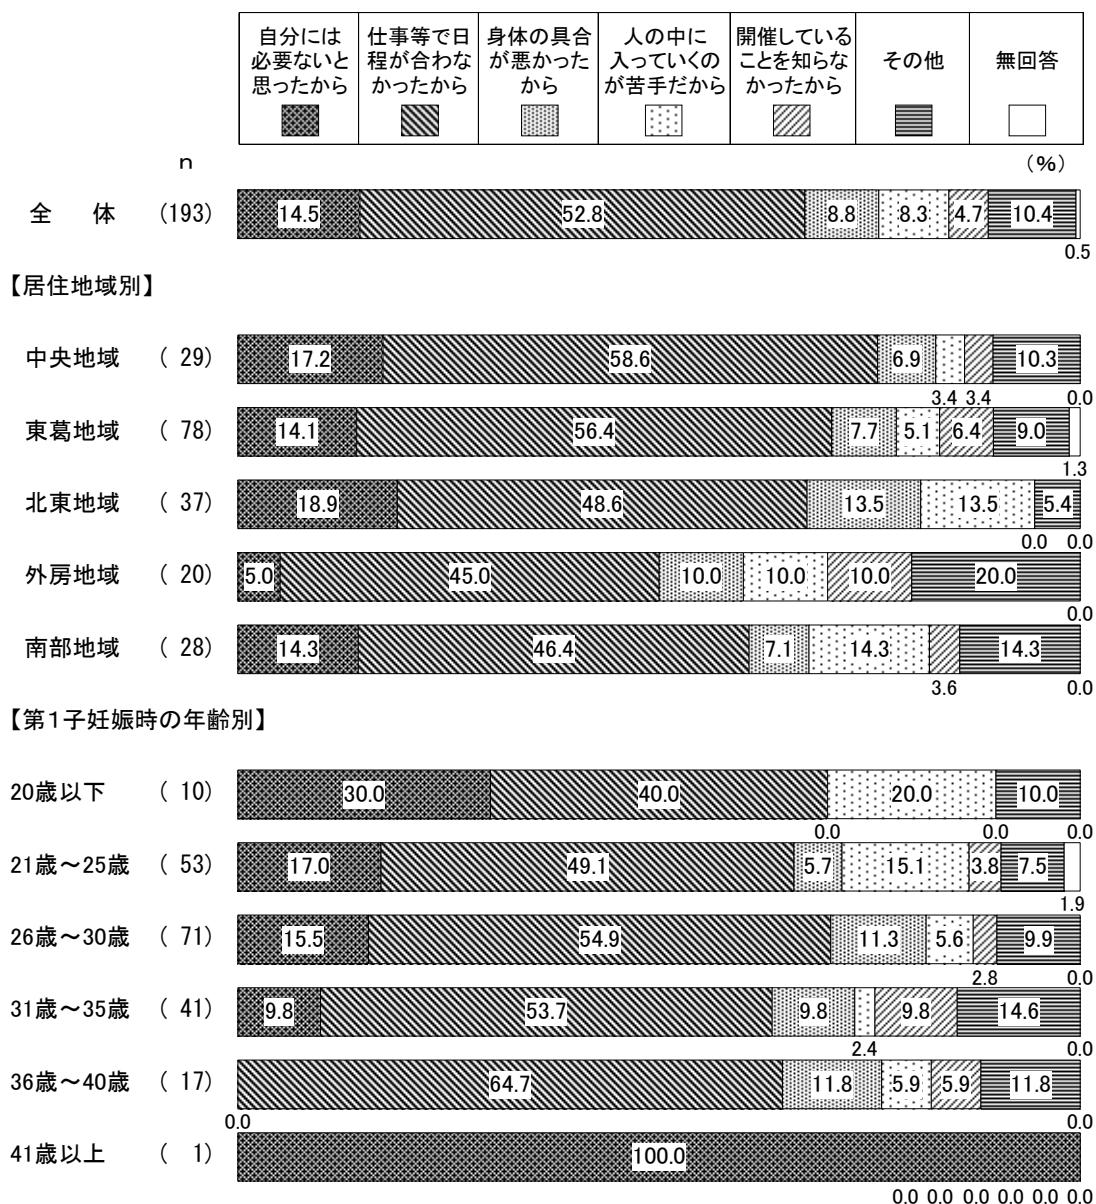 自分には
必要ないと
思ったから
仕事等で日
程が合わな
かったから
身体の具合
が悪かった
から
人の中に
入っていくの
が苦手だから
開催している
ことを知らな
かったから
その他
無回答
n
(%)
全 体 (193) 14.5 52.8 8.8 8.3 4.7 10.4
0.5
【居住地域別】
中央地域 ( 29) 17.2 58.6 6.9 10.3
3.4 3.4 0.0
東葛地域 ( 78) 14.1 56.4 7.7 5.1 6.4 9.0
1.3
北東地域 ( 37) 18.9 48.6 13.5 13.5 5.4
0.0 0.0
外房地域 ( 20) 5.0 45.0 10.0 10.0 10.0 20.0
0.0
南部地域 ( 28) 14.3 46.4 7.1 14.3 14.3
3.6 0.0
【第1子妊娠時の年齢別】
20歳以下 ( 10) 30.0 40.0 20.0 10.0
0.0 0.0 0.0
21歳～25歳 ( 53) 17.0 49.1 5.7 15.1 3.8 7.5
1.9
26歳～30歳 ( 71) 15.5 54.9 11.3 5.6 9.9
2.8 0.0
31歳～35歳 ( 41) 9.8 53.7 9.8 9.8 14.6
2.4 0.0
36歳～40歳 ( 17) 64.7 11.8 5.9 5.9 11.8
0.0 0.0
41歳以上 ( 1) 100.0
0.0 0.0 0.0 0.0 0.0 0.0